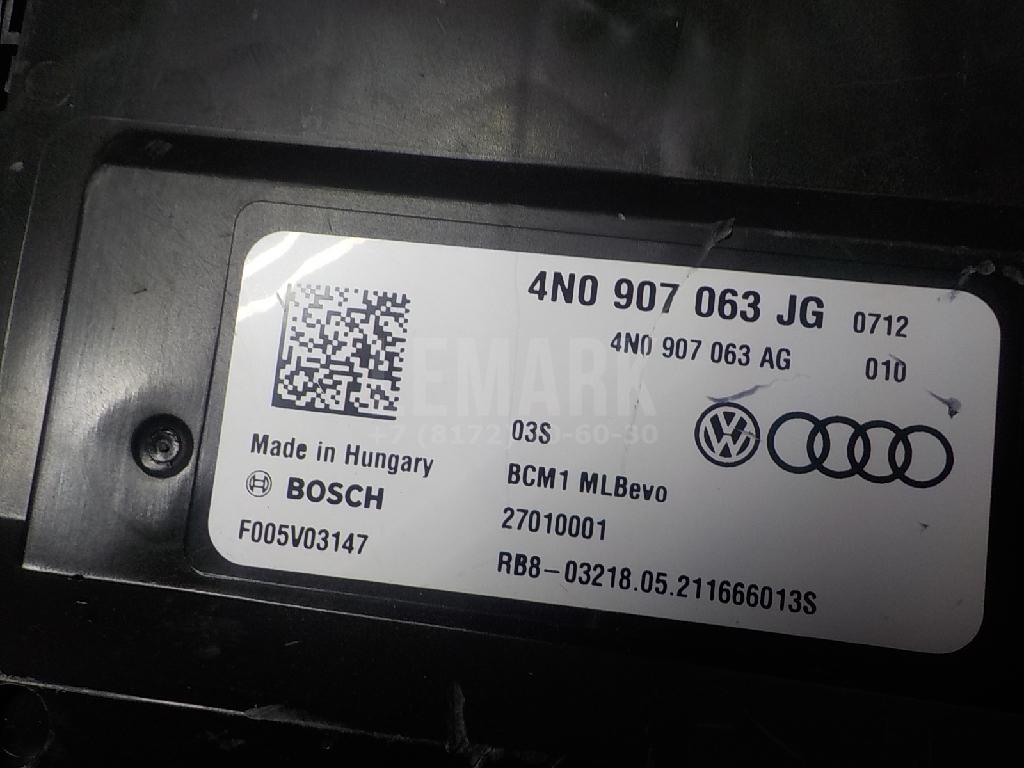 4N0 907 063 JG 0712
4N0 907 063 AG 010
EMARK
03S
Made in Hungary
BCM1 MLBevo
BOSCH
27010001
F005V03147
RB8-03218.05.211666013S